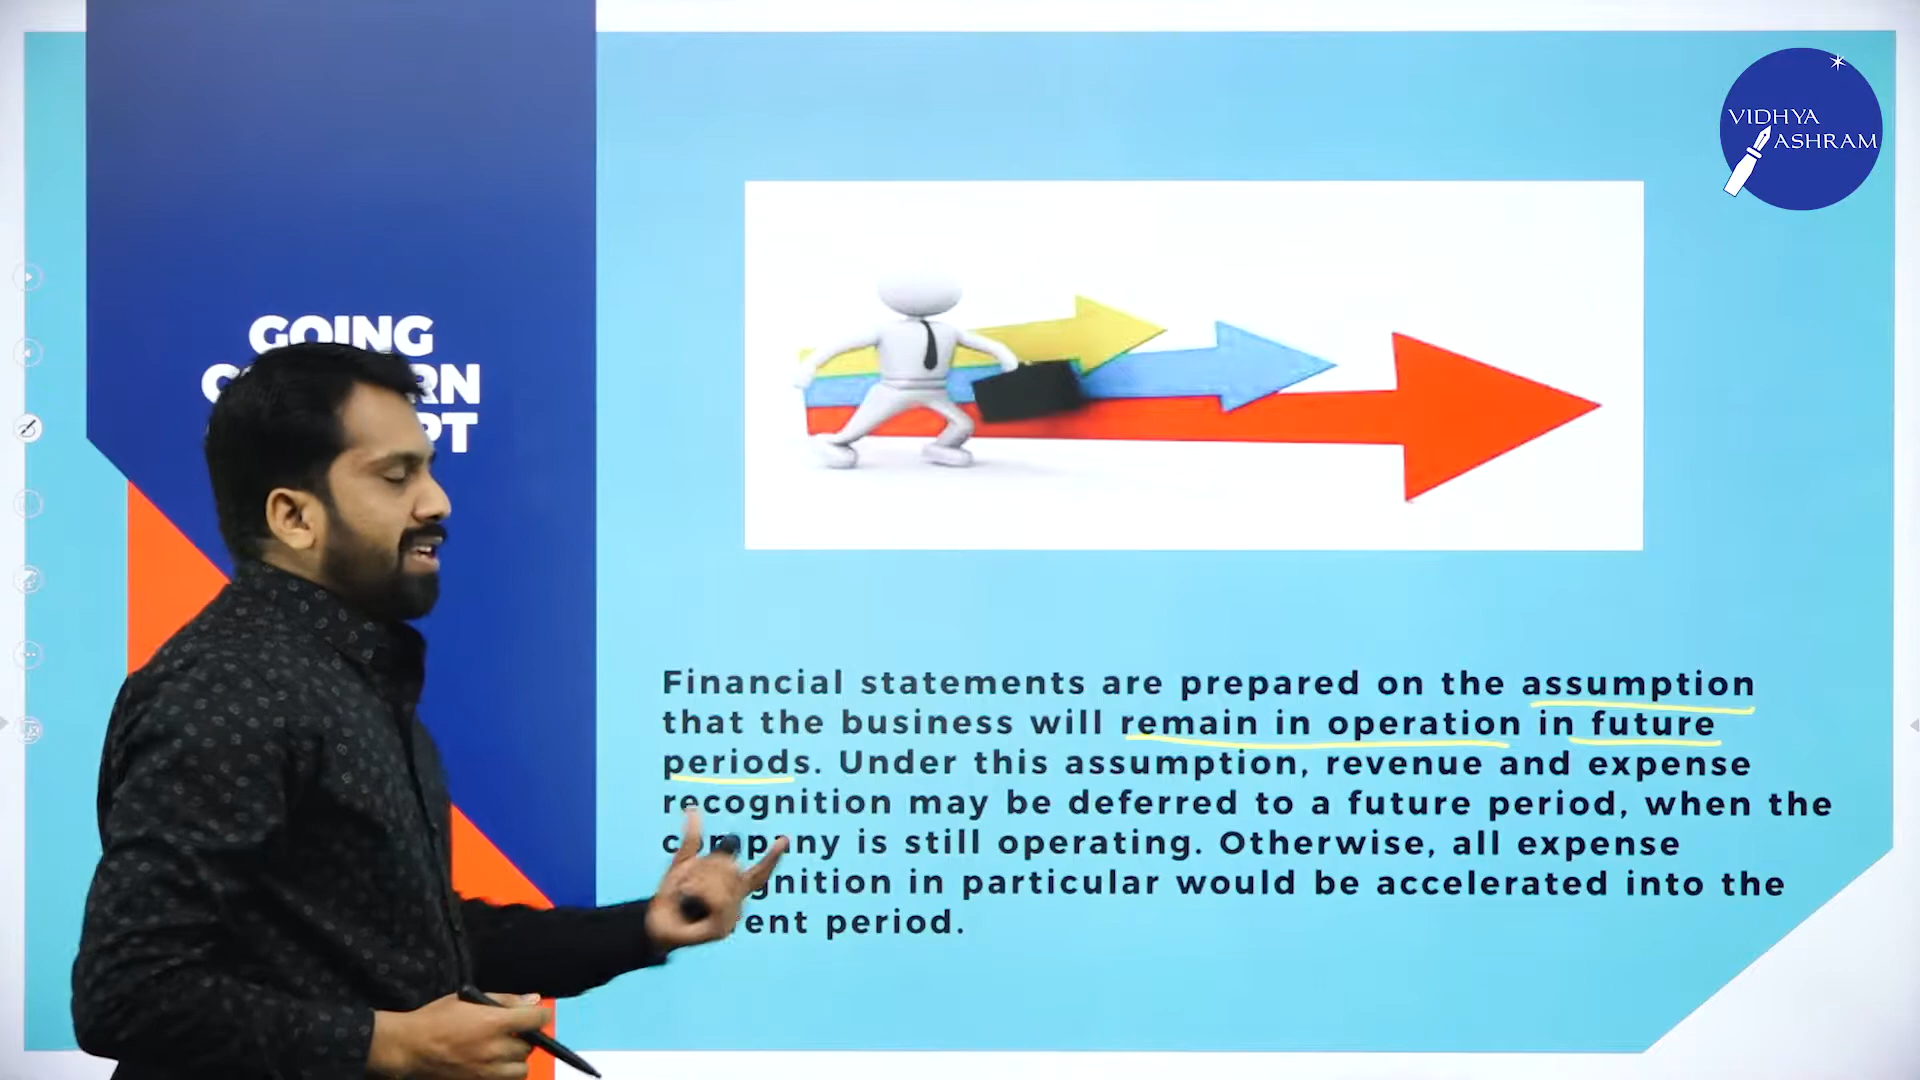 VIDHYA
ASHRAM
GOING
Financial statements are prepared on the assumption
that the business will remain in operation in future
periods. Under this assumption, revenue and expense
recognition may be deferred to a future period, when the
company is still operating. Otherwise, all expense
in particular would be accelerated into the
period.